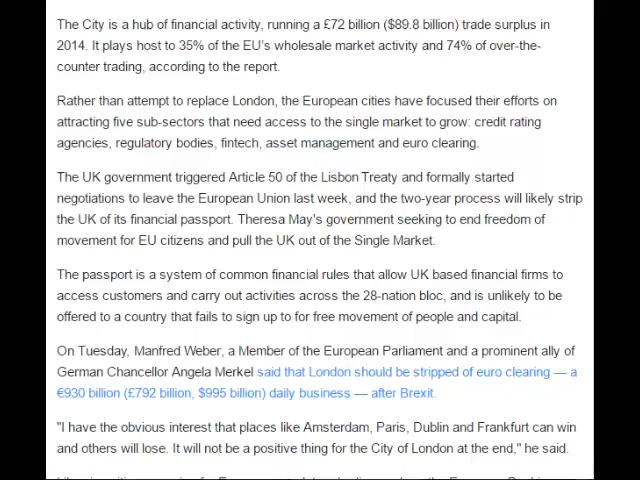 The City is a hub of financial activity, running a £72 billion ($89.8 billion) trade surplus in
2014. It plays host to 35% of the EU's wholesale market activity and 74% of over-the-
counter trading, according to the report.
Rather than attempt to replace London, the European cities have focused their efforts on
attracting five sub-sectors that need access to the single market to grow: credit rating
agencies, regulatory bodies, fintech, asset management and euro clearing.
The UK government triggered Article 50 of the Lisbon Treaty and formally started
negotiations to leave the European Union last week, and the two-year process will likely strip
the UK of its financial passport. Theresa May's government seeking to end freedom of
movement for EU citizens and pull the UK out of the Single Market.
The passport is a system of common financial rules that allow UK based financial firms to
access customers and carry out activities across the 28-nation bloc, and is unlikely to be
offered to a country that fails to sign up to for free movement of people and capital.
On Tuesday, Manfred Weber, a Member of the European Parliament and a prominent ally of
German Chancellor Angela Merkel said that London should be stripped of euro clearing — a
€930 billion (£792 billion, $995 billion) daily business — after Brexit.
"I have the obvious interest that places like Amsterdam, Paris, Dublin and Frankfurt can win
and others will lose. It will not be a positive thing for the City of London at the end," he said.